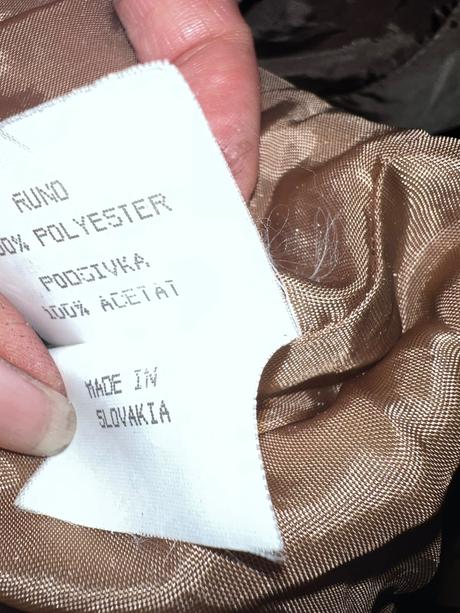 RUNO
00% POLYESTER
PODSIVKA
100% ACETAT
MADE IN
SLOVAKIA